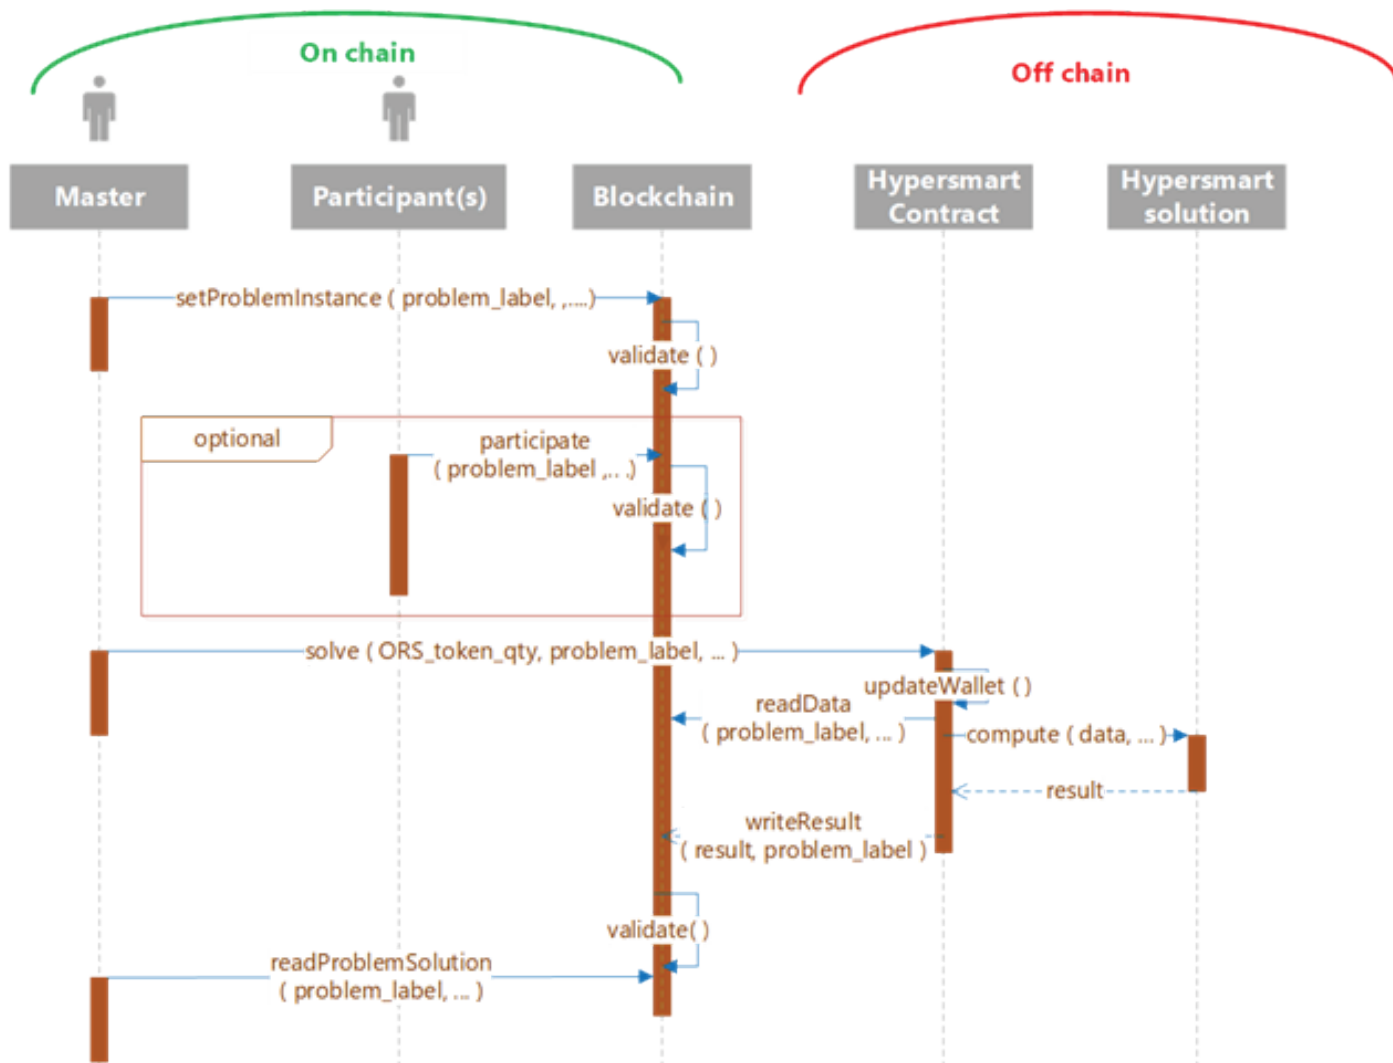 On chain
Off chain
Master
Participant(s)
Blockchain
Hypersmart
Contract
Hypersmart
solution
setProblemInstance ( problem_label, ,....)
validate ( )
optional
participate
( problem_label ,.. .)
validate ( )
solve ( ORS_token_qty, problem_label, ... )
updateWallet ( )
readData
( problem_label, ... )
compute ( data, ... )
result
writeResult
( result, problem_label )
validate( )
readProblemSolution
( problem_label, ... )